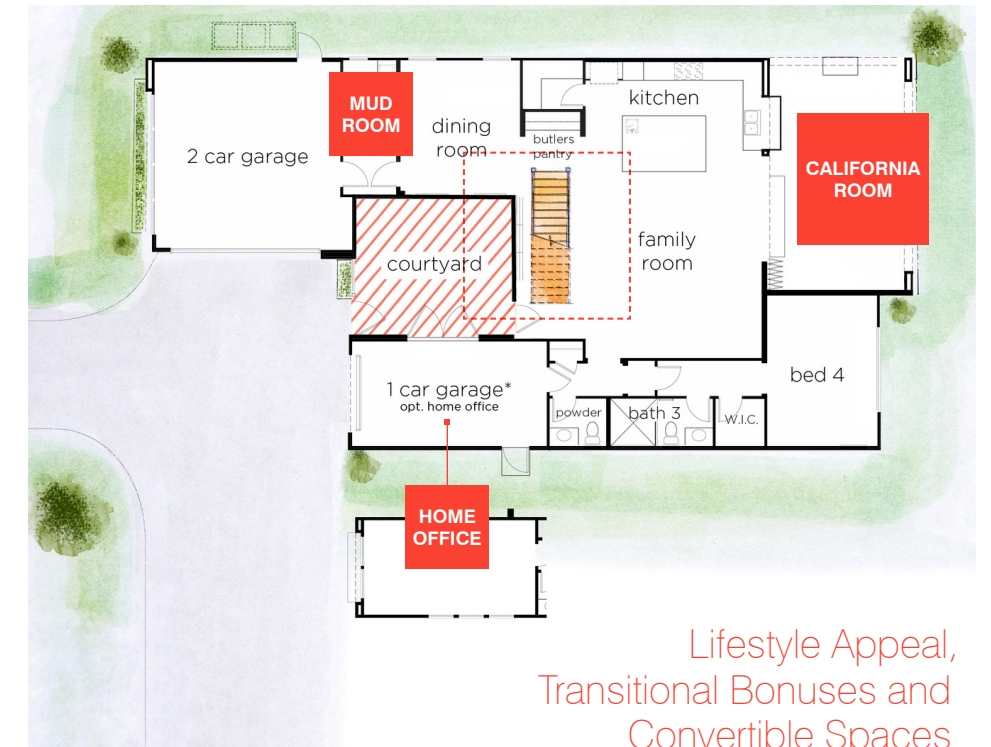 MUD
ROOM
kitchen
dining
room
butlers
pantry
2 car garage
CALIFORNIA
ROOM
family
room
courtyard
1 car garage*
opt. home office
bed 4
powder
bath 3
W.I.C.
HOME
OFFICE
Lifestyle Appeal,
Transitional Bonuses and
Convertible Spaces